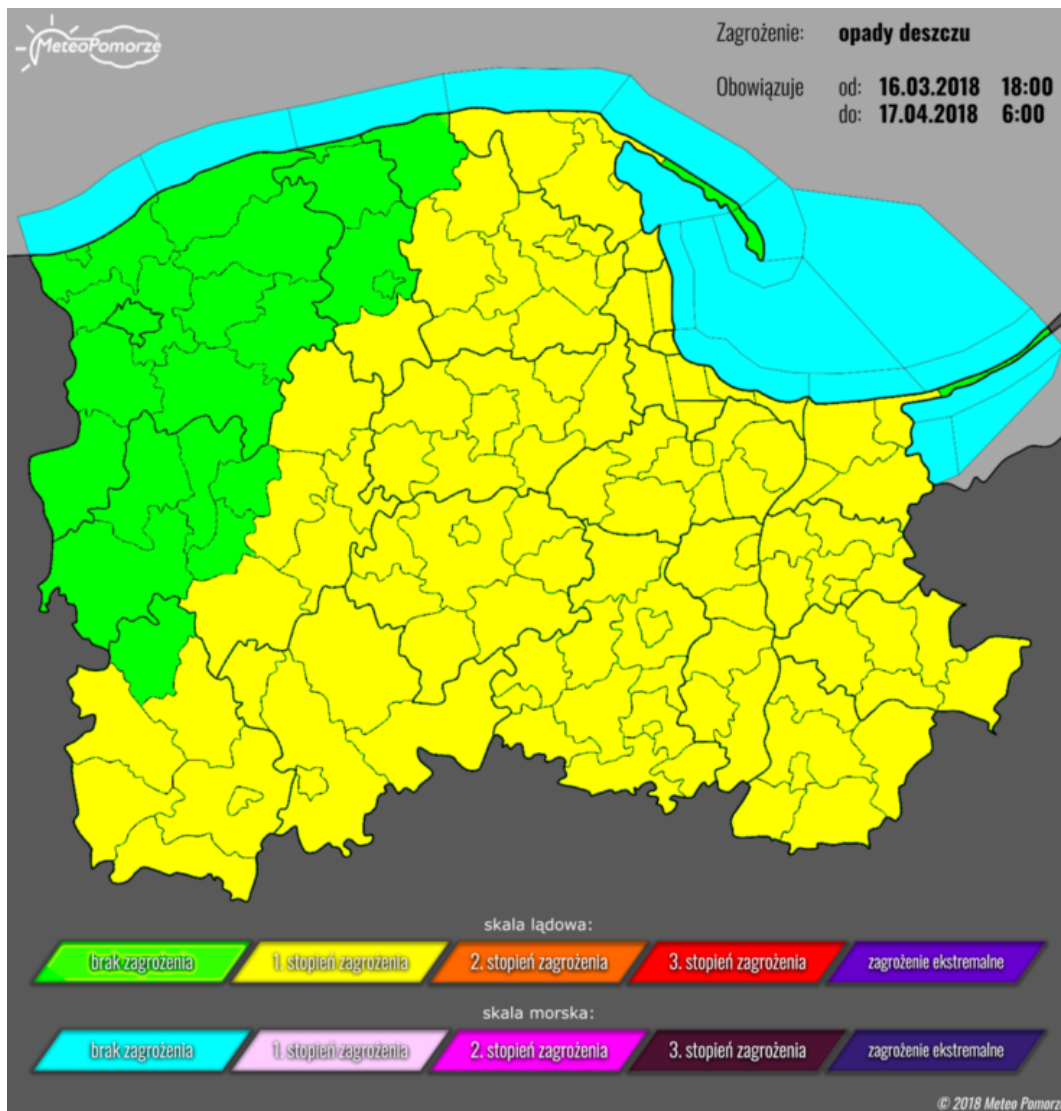 MeteoPomorze
Zagrożenie: opady deszczu
Obowiązuje od: 16.03.2018 18:00
do: 17.04.2018 6:00
skala lądowa:
brak zagrożenia 1. stopień zagrożenia 2. stopień zagrożenia 3. stopień zagrożenia zagrożenie ekstremalne
skala morska:
brak zagrożenia 1. stopień zagrożenia 2. stopień zagrożenia 3. stopień zagrożenia zagrożenie ekstremalne
© 2018 Meteo Pomorze